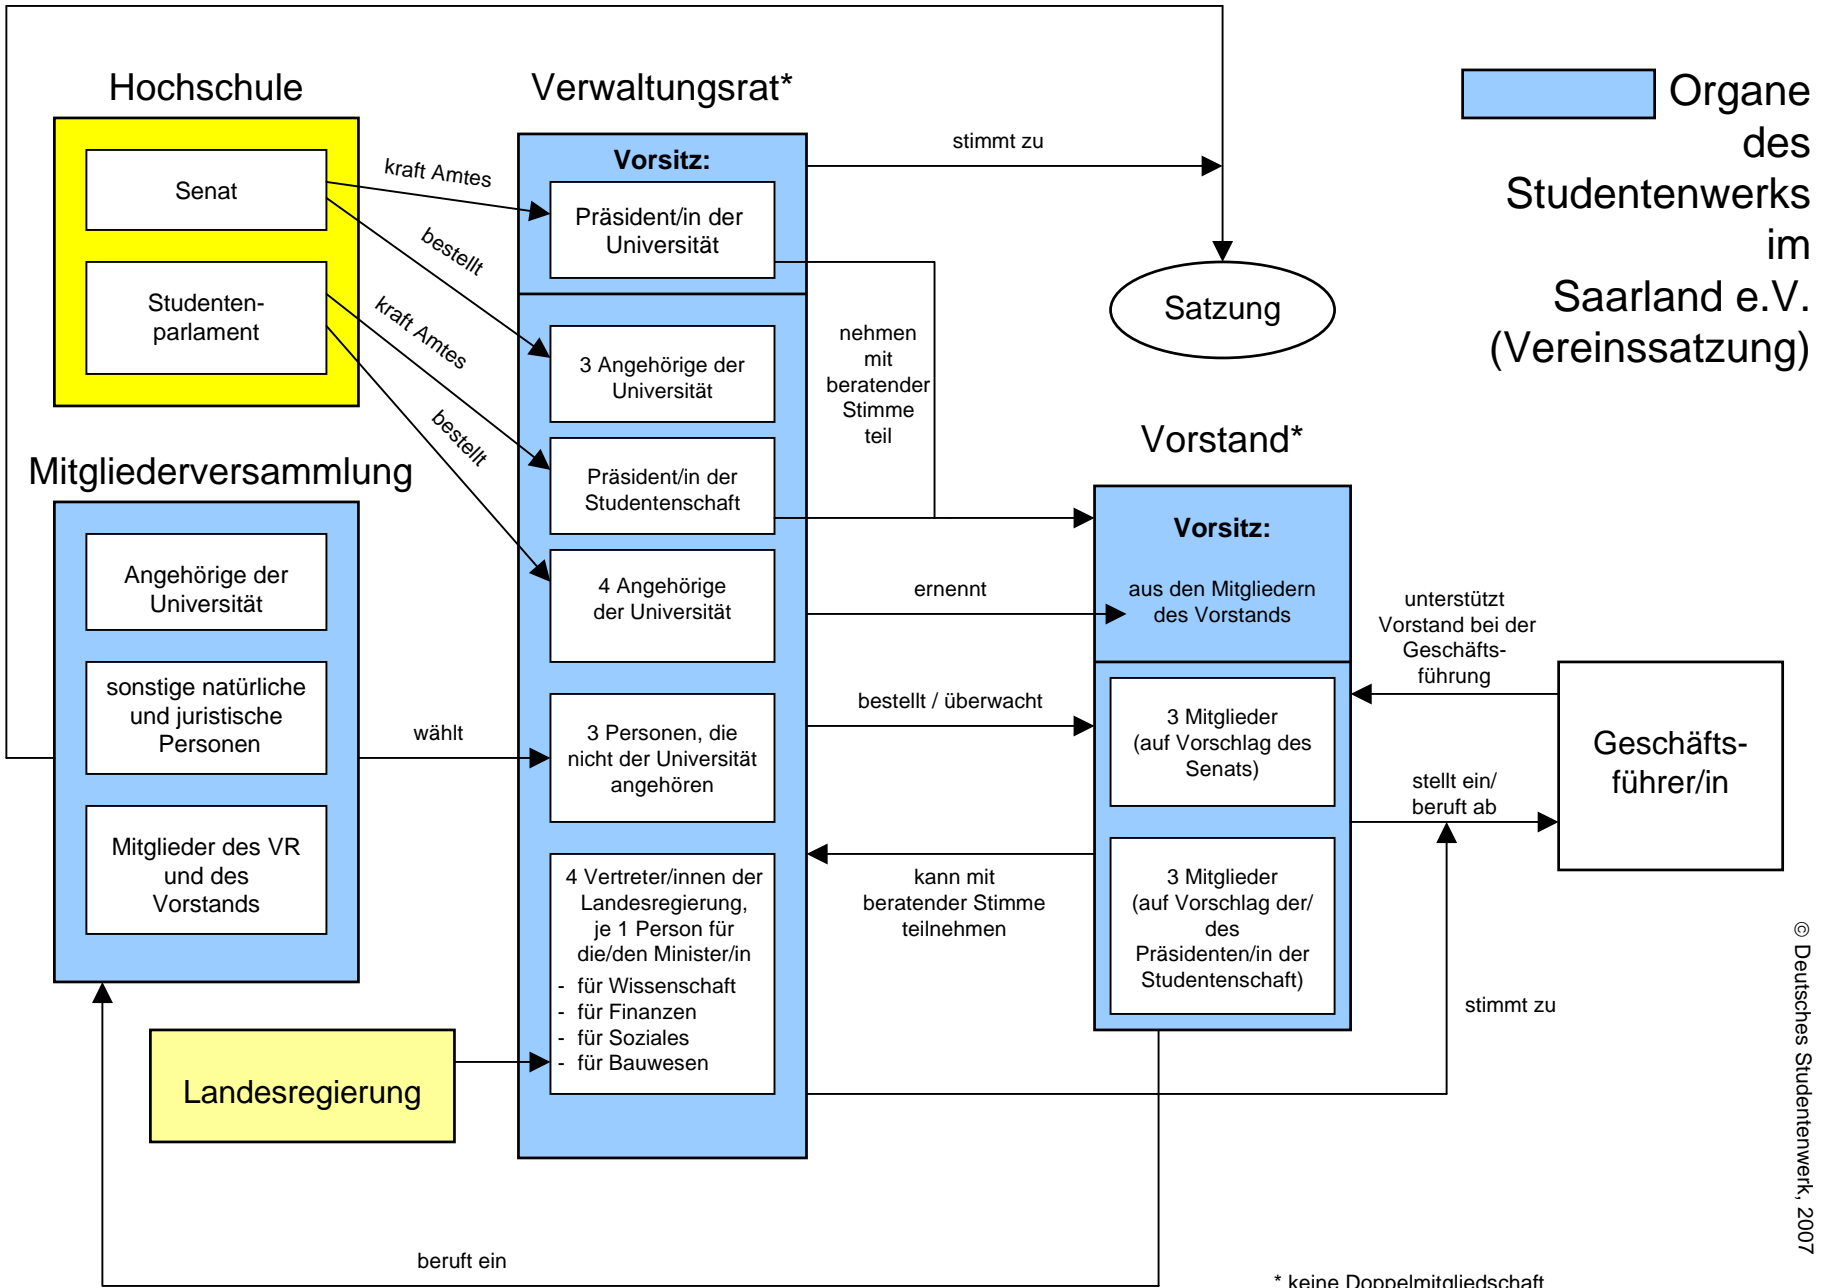 Hochschule
Senat
Studenten-
parlament
kraft Amtes
bestellt
kraft Amtes
bestellt
Mitgliederversammlung
Angehörige der
Universität
sonstige natürliche
und juristische
Personen
Mitglieder des VR
und des
Vorstands
wählt
Landesregierung
Verwaltungsrat*
Vorsitz:
Präsident/in der
Universität
3 Angehörige der
Universität
Präsident/in der
Studentenschaft
4 Angehörige
der Universität
3 Personen, die
nicht der Universität
angehören
4 Vertreter/innen der
Landesregierung,
je 1 Person für
die/den Minister/in
- für Wissenschaft
- für Finanzen
- für Soziales
- für Bauwesen
stimmt zu
Satzung
nehmen
mit
beratender
Stimme
teil
ernennt
bestellt / überwacht
kann mit
beratender Stimme
teilnehmen
Vorstand*
Vorsitz:
aus den Mitgliedern
des Vorstands
3 Mitglieder
(auf Vorschlag des
Senats)
3 Mitglieder
(auf Vorschlag der/
des
Präsidenten/in der
Studentenschaft)
unterstützt
Vorstand bei der
Geschäfts-
führung
stellt ein/
beruft ab
Geschäfts-
führer/in
stimmt zu
beruft ein
Organe
des
Studentenwerks
im
Saarland e.V.
(Vereinssatzung)
© Deutsches Studentenwerk, 2007
* keine Doppelmitgliedschaft